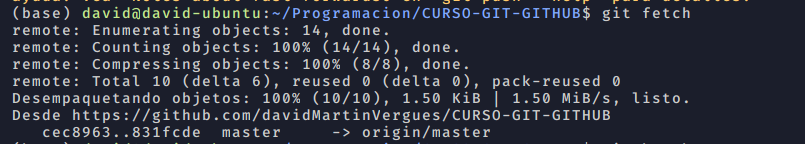 (base) david@david-ubuntu:~/Programacion/CURSO-GIT-GITHUB$ git fetch
remote: Enumerating objects: 14, done.
remote: Counting objects: 100% (14/14), done.
remote: Compressing objects: 100% (8/8), done.
remote: Total 10 (delta 6), reused 0 (delta 0), pack-reused 0
Desempaquetando objetos: 100% (10/10), 1.50 KiB | 1.50 MiB/s, listo.
Desde https://github.com/davidMartinVergues/CURSO-GIT-GITHUB
   cec8963..831fcde  master     -> origin/master